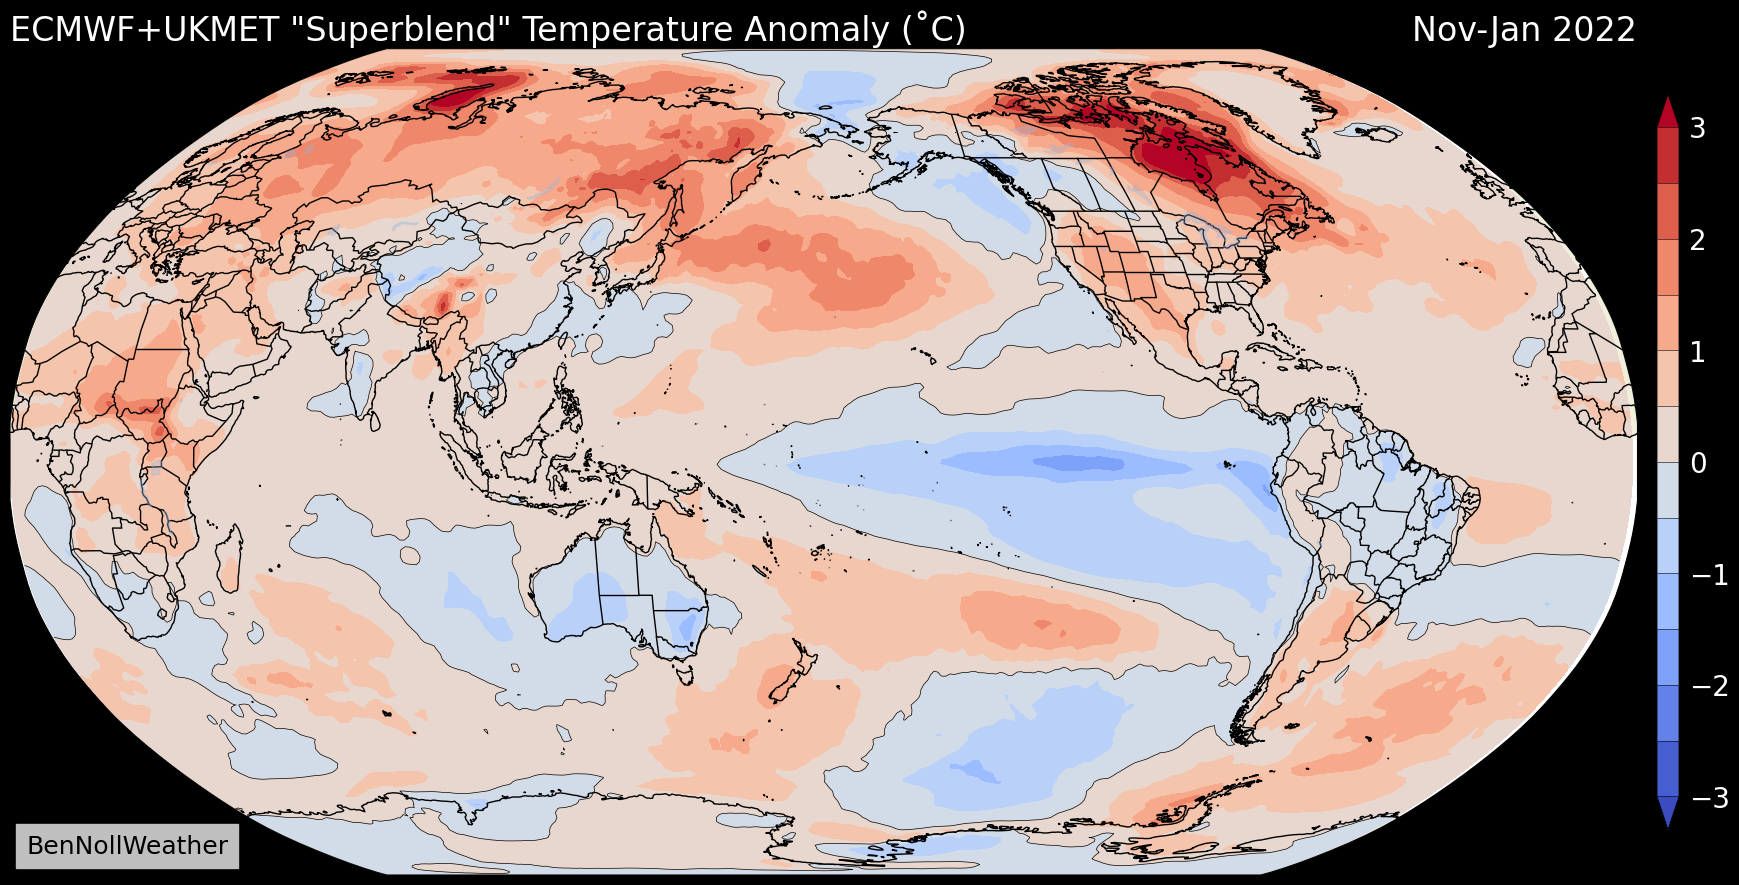 ECMWF+UKMET "Superblend" Temperature Anomaly (˚C)
Nov-Jan 2022
3
2
1
0
−1
−2
−3
BenNollWeather